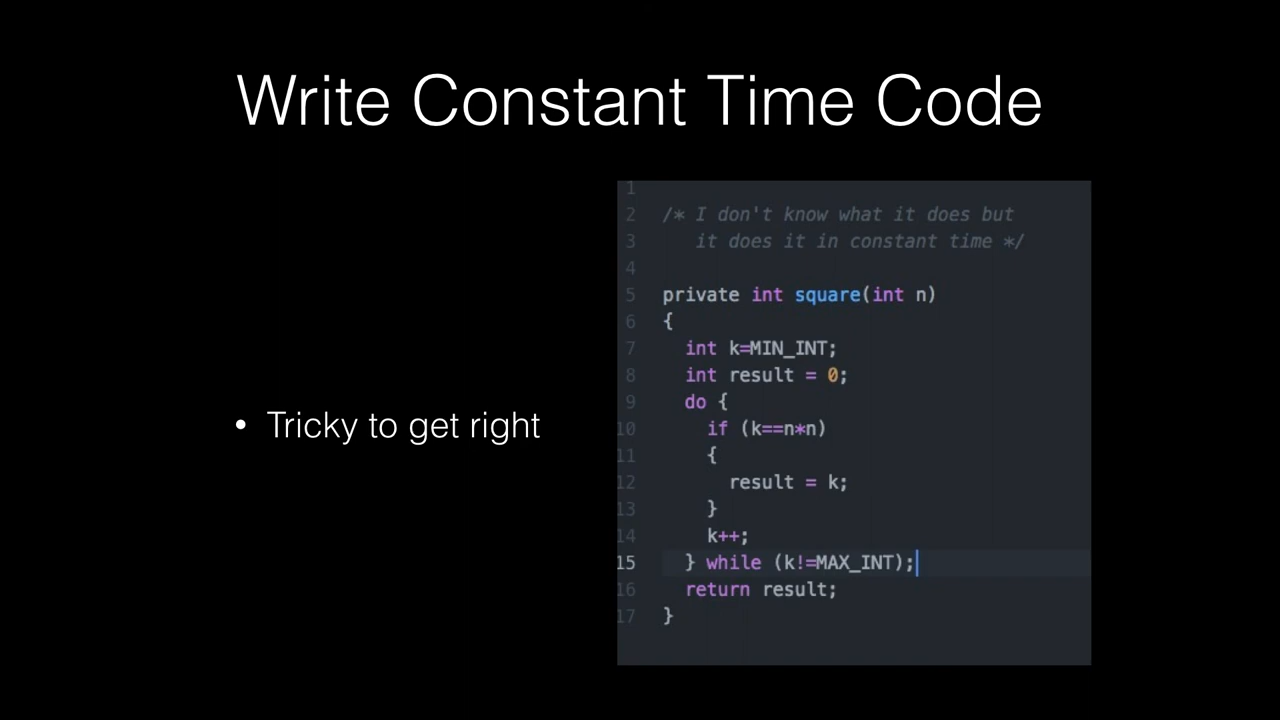 Write Constant Time Code
• Tricky to get right
1
2 /* I don't know what it does but
3 it does it in constant time */
4
5 private int square(int n)
6 {
7 int k=MIN_INT;
8 int result = 0;
9 do {
10 if (k==n*n)
11 {
12 result = k;
13 }
14 k++;
15 } while (k!=MAX_INT);
16 return result;
17 }